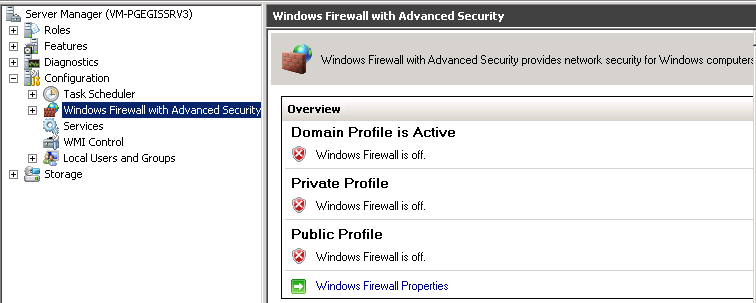 Server Manager (VM-PGEGISSRV3)
Roles
Features
Diagnostics
Configuration
Task Scheduler
Windows Firewall with Advanced Security
Services
WMI Control
Local Users and Groups
Storage
Windows Firewall with Advanced Security
Windows Firewall with Advanced Security provides network security for Windows computers
Overview
Domain Profile is Active
Windows Firewall is off.
Private Profile
Windows Firewall is off.
Public Profile
Windows Firewall is off.
Windows Firewall Properties